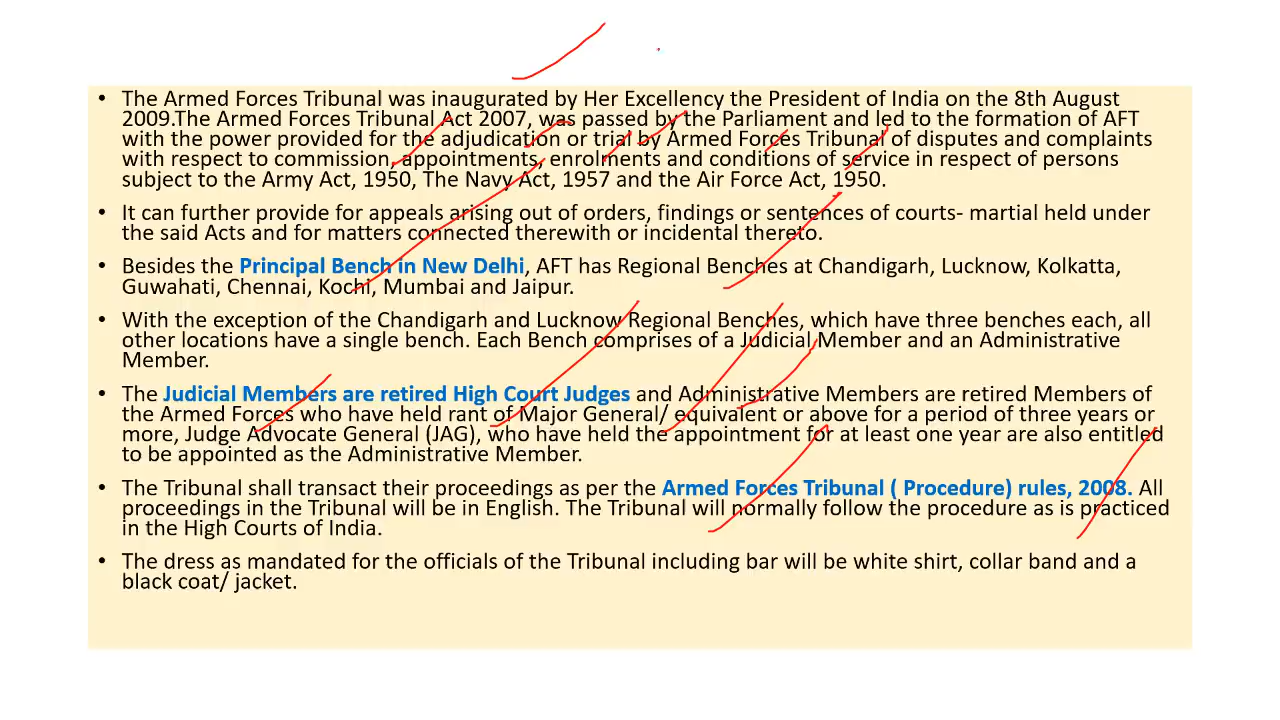 • The Armed Forces Tribunal was inaugurated by Her Excellency the President of India on the 8th August
2009.The Armed Forces Tribunal Act 2007, was passed by the Parliament and led to the formation of AFT
with the power provided for the adjudication or trial by Armed Forces Tribunal of disputes and complaints
with respect to commission, appointments, enrolments and conditions of service in respect of persons
subject to the Army Act, 1950, The Navy Act, 1957 and the Air Force Act, 1950.
• It can further provide for appeals arising out of orders, findings or sentences of courts- martial held under
the said Acts and for matters connected therewith or incidental thereto.
• Besides the Principal Bench in New Delhi, AFT has Regional Benches at Chandigarh, Lucknow, Kolkatta,
Guwahati, Chennai, Kochi, Mumbai and Jaipur.
• With the exception of the Chandigarh and Lucknow Regional Benches, which have three benches each, all
other locations have a single bench. Each Bench comprises of a Judicial Member and an Administrative
Member.
• The Judicial Members are retired High Court Judges and Administrative Members are retired Members of
the Armed Forces who have held rant of Major General/ equivalent or above for a period of three years or
more, Judge Advocate General (JAG), who have held the appointment for at least one year are also entitled
to be appointed as the Administrative Member.
• The Tribunal shall transact their proceedings as per the Armed Forces Tribunal ( Procedure) rules, 2008. All
proceedings in the Tribunal will be in English. The Tribunal will normally follow the procedure as is practiced
in the High Courts of India.
• The dress as mandated for the officials of the Tribunal including bar will be white shirt, collar band and a
black coat/ jacket.